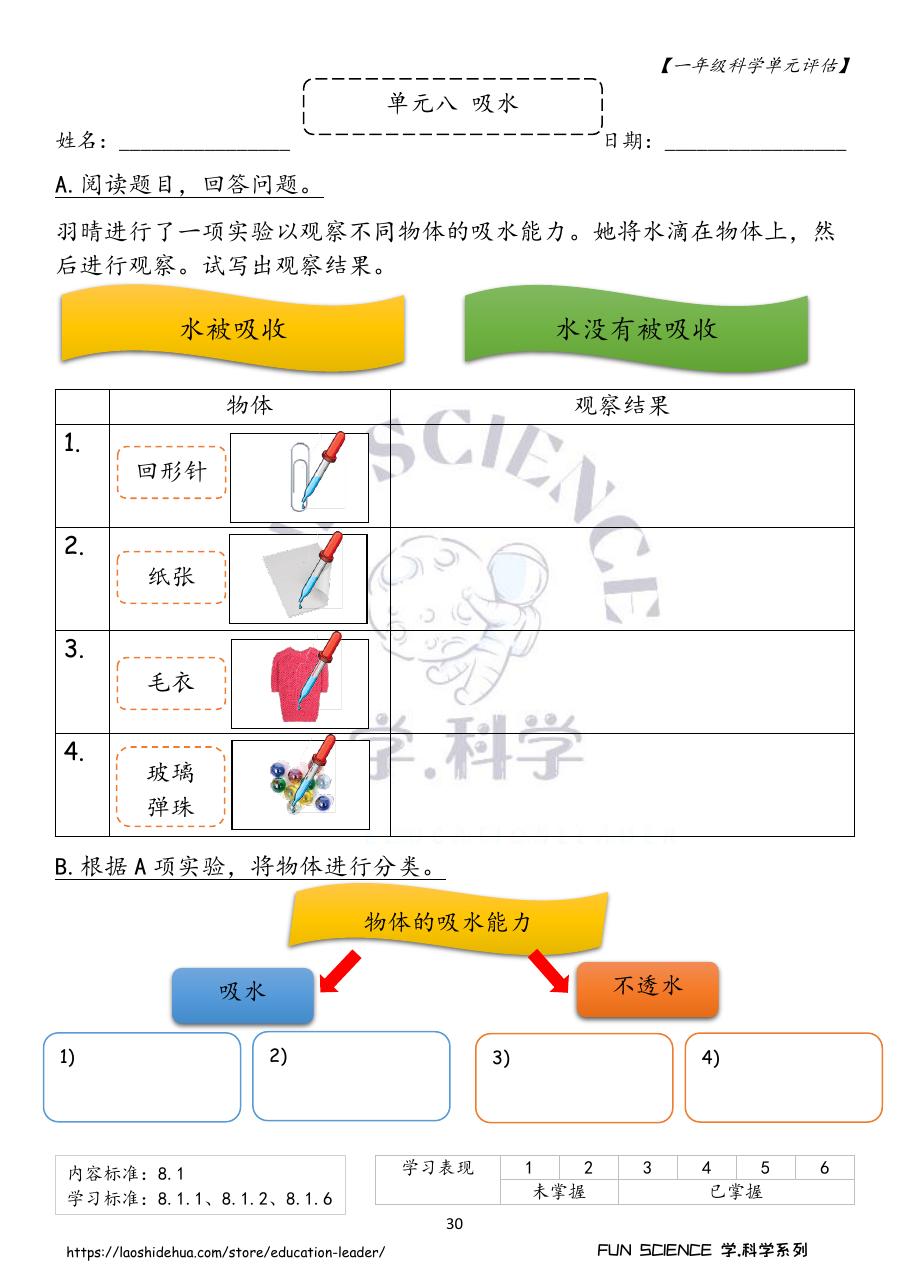 【一年级科学单元评估】
单元八 吸水
姓名：________________ 日期：_________________
A.阅读题目，回答问题。
羽晴进行了一项实验以观察不同物体的吸水能力。她将水滴在物体上，然
后进行观察。试写出观察结果。
水被吸收 水没有被吸收
物体 观察结果
1. 回形针
2. 纸张
3. 毛衣
4. 玻璃
弹珠
SCIENCE
学.科学
B.根据 A 项实验，将物体进行分类。
物体的吸水能力
吸水 不透水
1) 2) 3) 4)
内容标准：8.1
学习标准：8.1.1、8.1.2、8.1.6
学习表现 1 2 3 4 5 6
未掌握 已掌握
30
https://laoshidehua.com/store/education-leader/ FUN SCIENCE 学.科学系列